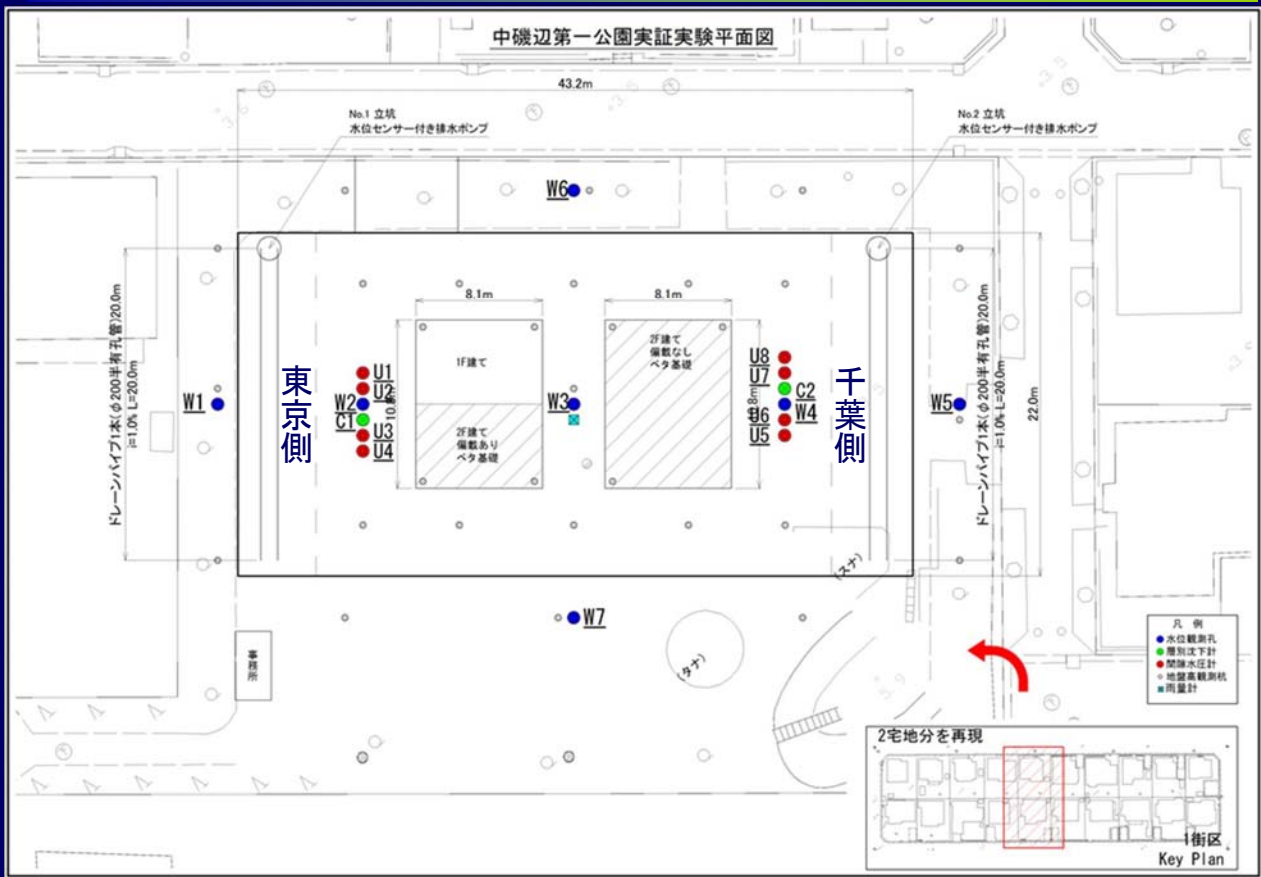 中磯辺第一公園実証実験平面図
43.2m
No.1 立坑
水位センサー付き排水ポンプ
No.2 立坑
水位センサー付き排水ポンプ
W6
ドレーンパイプ1本(φ200半有孔管)20.0m
i=1.0% L=20.0m
東京側
W1
U1
U2
W2
C1
U3
U4
8.1m
1F建て
2F建て
偏載あり
ベタ基礎
W3
8.1m
2F建て
偏載なし
ベタ基礎
U8
U7
C2
W4
U6
U5
千葉側
W5
22.0m
ドレーンパイプ1本(φ200半有孔管)20.0m
i=1.0% L=20.0m
(スナ)
W7
(タナ)
事務所
凡 例
水位観測孔
層別沈下計
間隙水圧計
地盤高観測杭
雨量計
2宅地分を再現
1街区
Key Plan